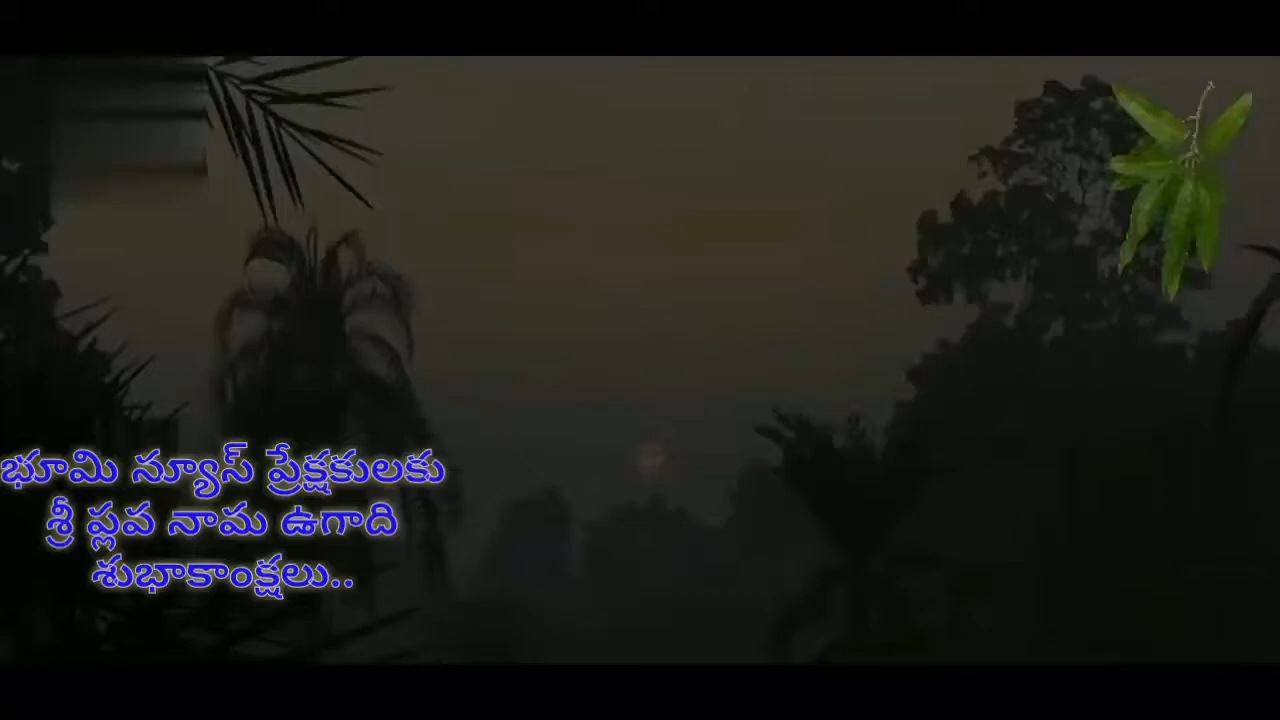 భూమి న్యూస్ ప్రేక్షకులకు
శ్రీ ప్లవ నామ ఉగాది
శుభాకాంక్షలు..